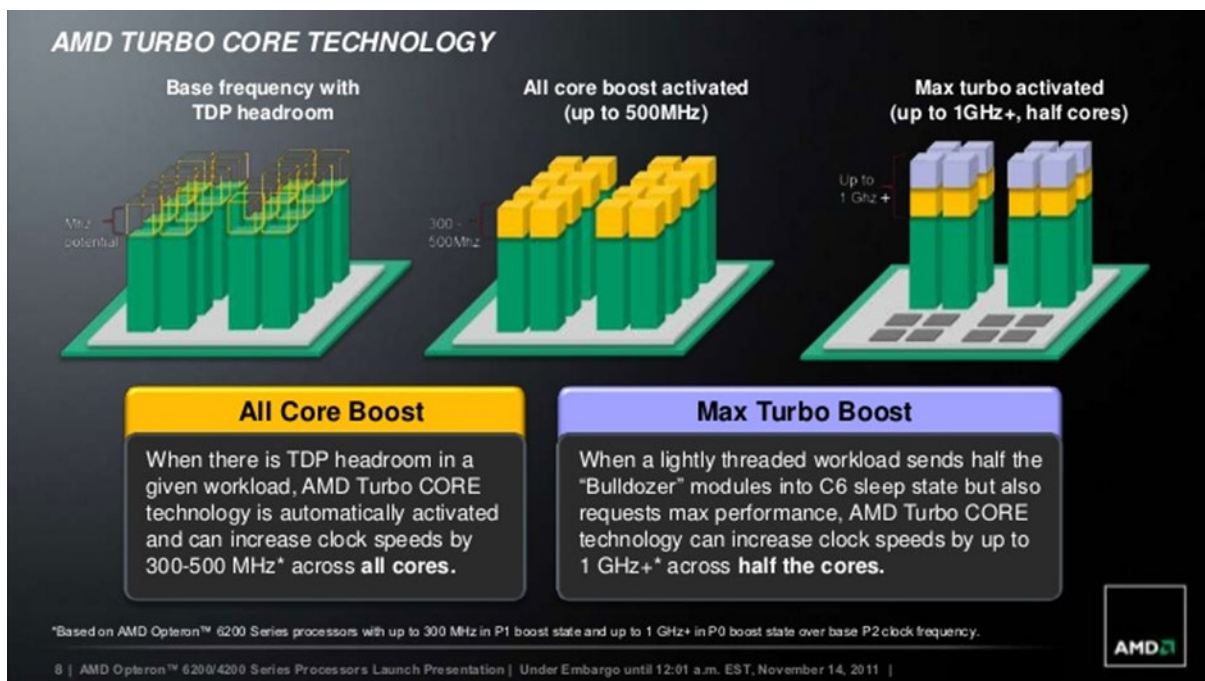 AMD TURBO CORE TECHNOLOGY
Base frequency with
TDP headroom
All core boost activated
(up to 500MHz)
Max turbo activated
(up to 1GHz+, half cores)
Mhz
potential
300 -
500Mhz
Up to
1 Ghz +
All Core Boost
When there is TDP headroom in a
given workload, AMD Turbo CORE
technology is automatically activated
and can increase clock speeds by
300-500 MHz* across all cores.
Max Turbo Boost
When a lightly threaded workload sends half the
“Bulldozer” modules into C6 sleep state but also
requests max performance, AMD Turbo CORE
technology can increase clock speeds by up to
1 GHz+* across half the cores.
*Based on AMD Opteron™ 6200 Series processors with up to 300 MHz in P1 boost state and up to 1 GHz+ in P0 boost state over base P2 clock frequency.
8 | AMD Opteron™ 6200/4200 Series Processors Launch Presentation | Under Embargo until 12:01 a.m. EST, November 14, 2011 |
AMD